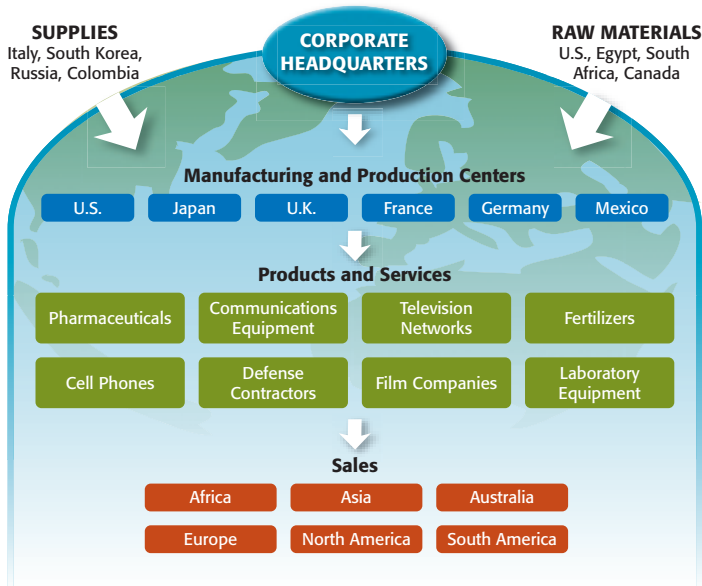 SUPPLIES
Italy, South Korea,
Russia, Colombia
CORPORATE
HEADQUARTERS
RAW MATERIALS
U.S., Egypt, South
Africa, Canada
Manufacturing and Production Centers
U.S.
Japan
U.K.
France
Germany
Mexico
Products and Services
Pharmaceuticals
Communications
Equipment
Television
Networks
Fertilizers
Cell Phones
Defense
Contractors
Film Companies
Laboratory
Equipment
Sales
Africa
Asia
Australia
Europe
North America
South America